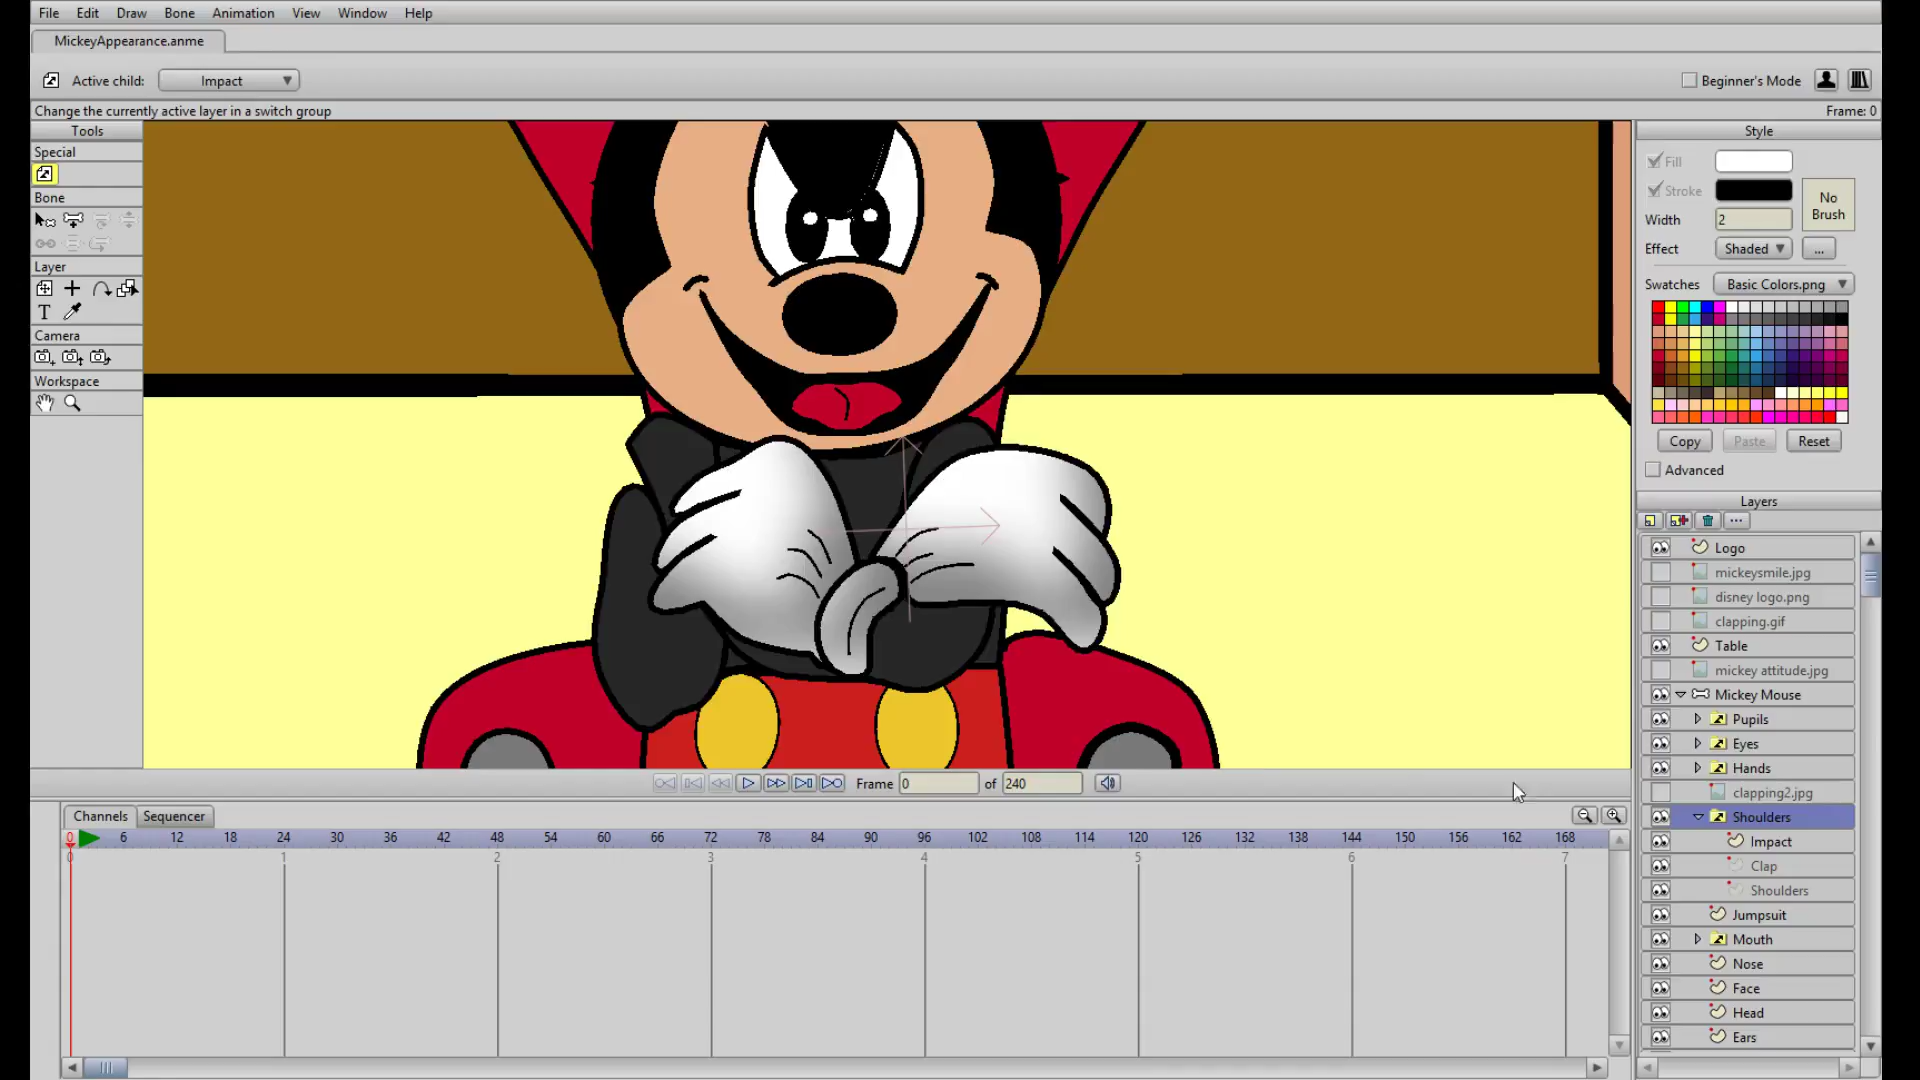 File Edit Draw Bone Animation View Window Help
MickeyAppearance.anme
Active child: Impact
Beginner's Mode
Change the currently active layer in a switch group
Frame: 0
Tools
Special
Bone
Layer
T
Camera
Workspace
Style
Fill
Stroke
No Brush
Width 2
Effect Shaded ...
Swatches Basic Colors.png
Copy Paste Reset
Advanced
Layers
Logo
mickeysmile.jpg
disney logo.png
clapping.gif
Table
mickey attitude.jpg
Mickey Mouse
Pupils
Eyes
Hands
clapping2.jpg
Shoulders
Impact
Clap
Shoulders
Jumpsuit
Mouth
Nose
Face
Head
Ears
Frame 0 of 240
Channels Sequencer
0 6 12 18 24 30 36 42 48 54 60 66 72 78 84 90 96 102 108 114 120 126 132 138 144 150 156 162 168
0 1 2 3 4 5 6 7